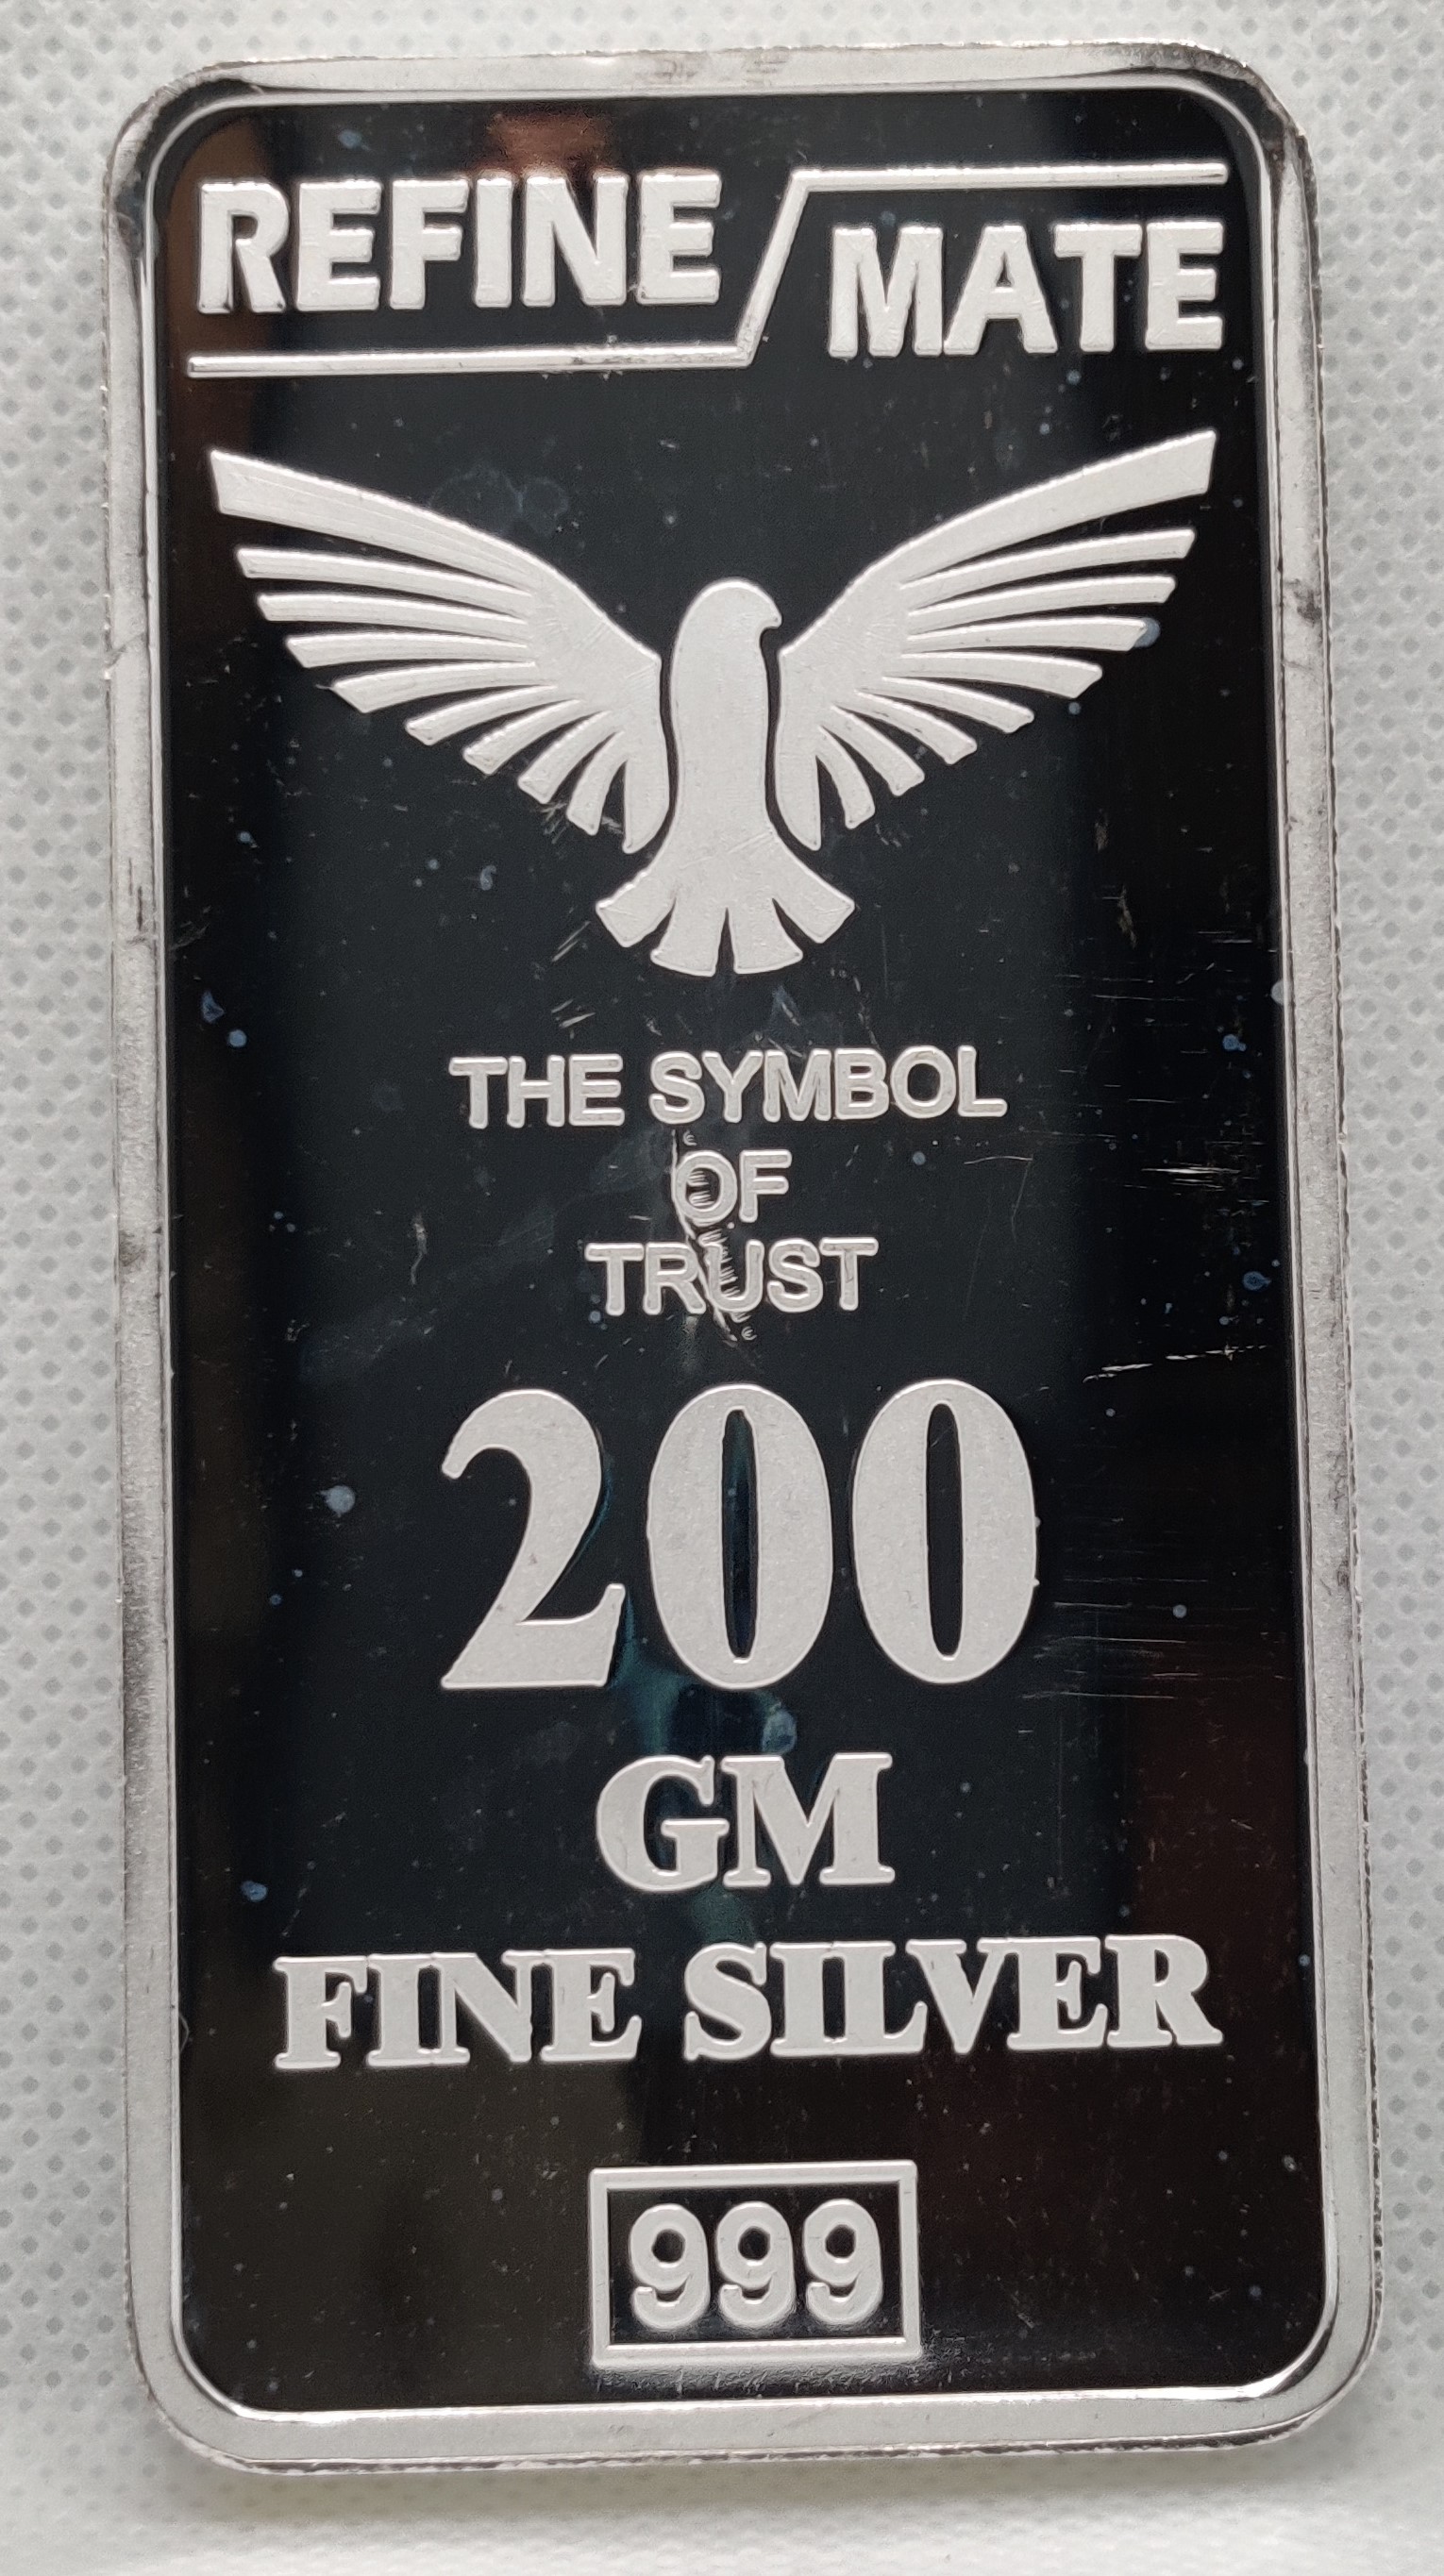 REFINE MATE
THE SYMBOL
OF
TRUST
200
GM
FINE SILVER
999